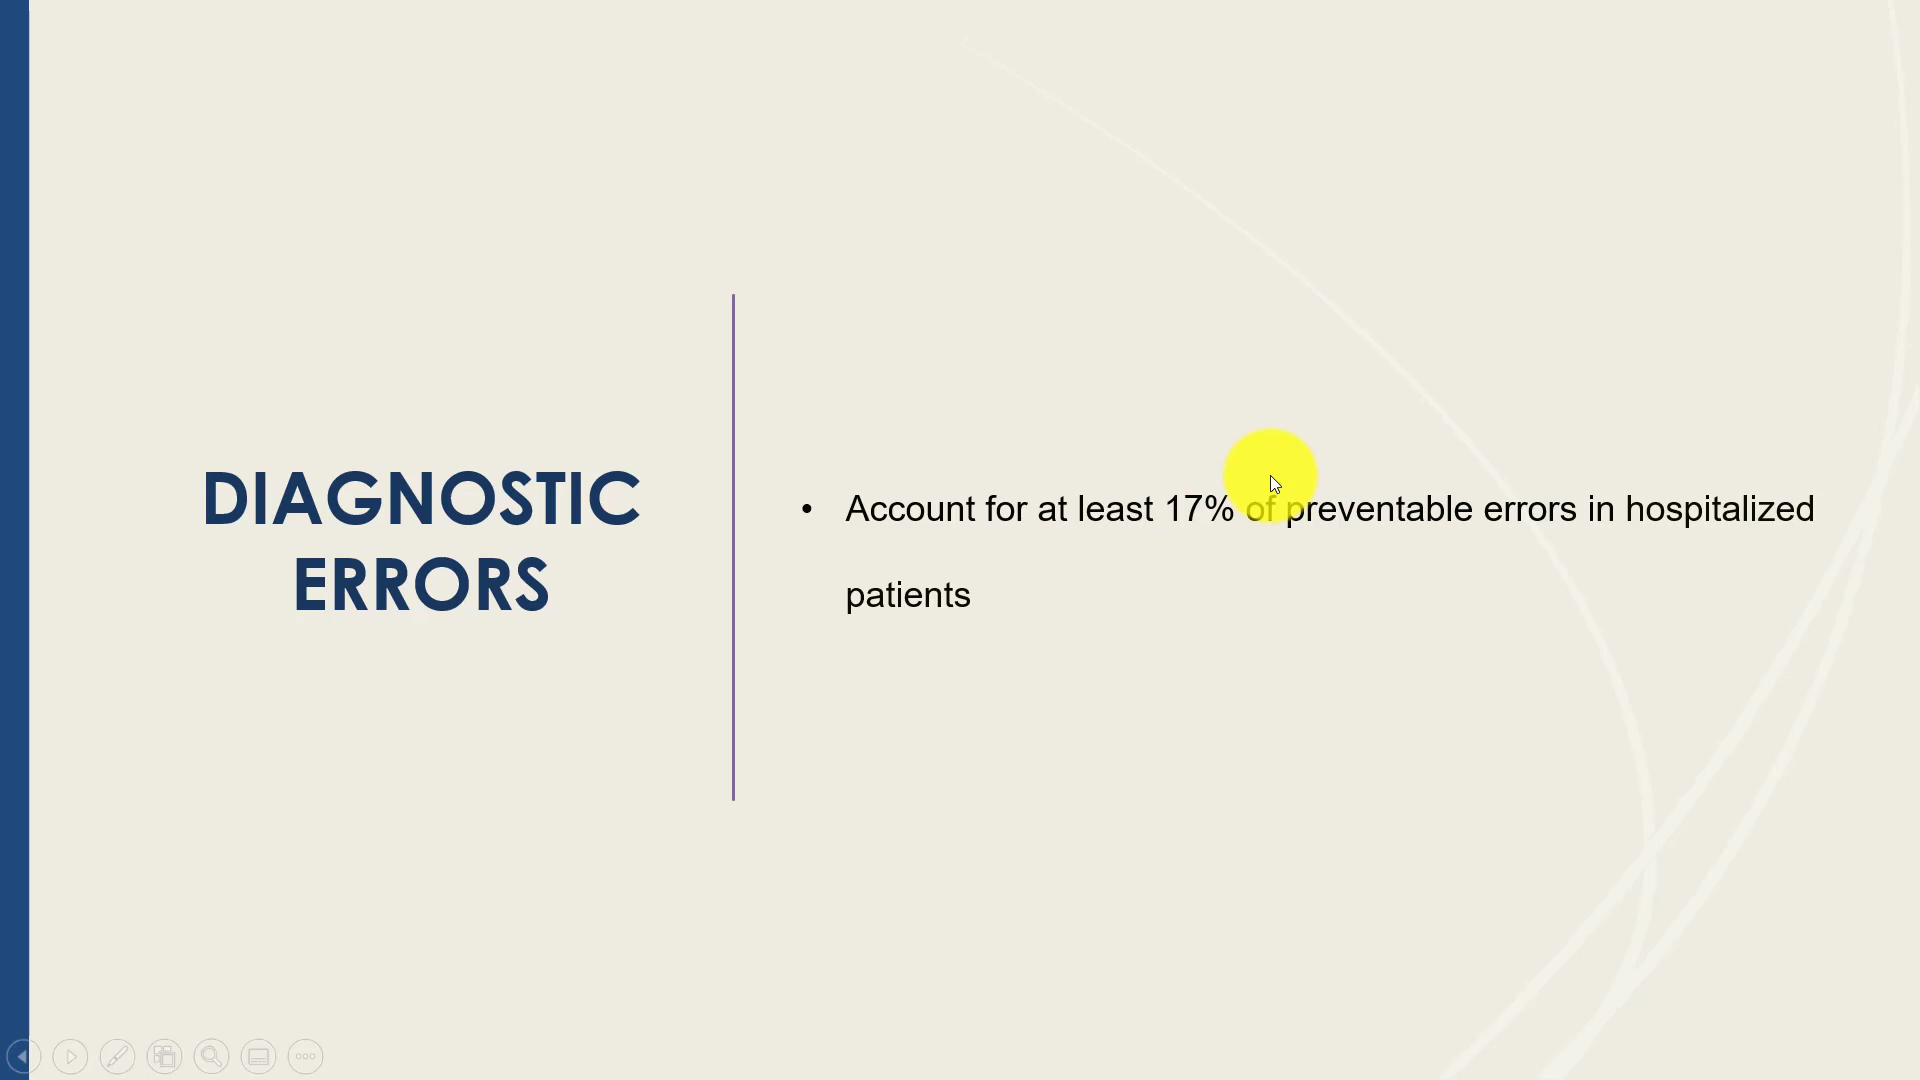 DIAGNOSTIC
ERRORS
• Account for at least 17% of preventable errors in hospitalized
patients